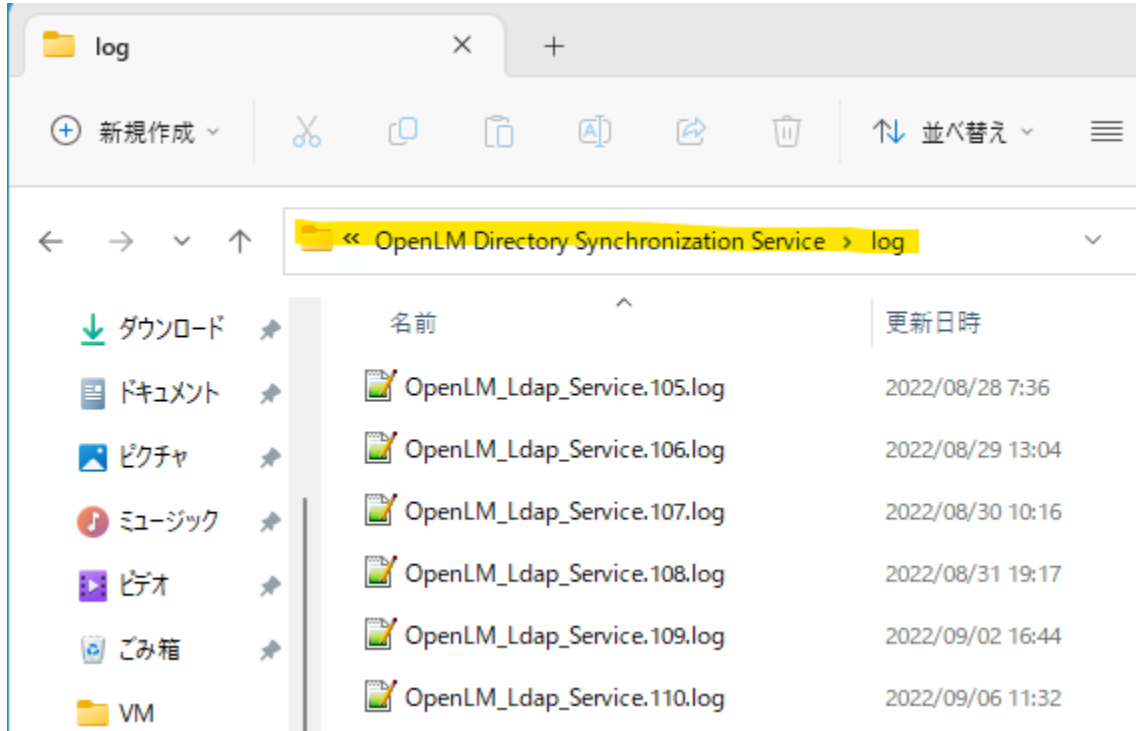 log
新規作成
並べ替え
« OpenLM Directory Synchronization Service > log
名前 更新日時
ダウンロード
ドキュメント
ピクチャ
ミュージック
ビデオ
ごみ箱
VM
OpenLM_Ldap_Service.105.log 2022/08/28 7:36
OpenLM_Ldap_Service.106.log 2022/08/29 13:04
OpenLM_Ldap_Service.107.log 2022/08/30 10:16
OpenLM_Ldap_Service.108.log 2022/08/31 19:17
OpenLM_Ldap_Service.109.log 2022/09/02 16:44
OpenLM_Ldap_Service.110.log 2022/09/06 11:32